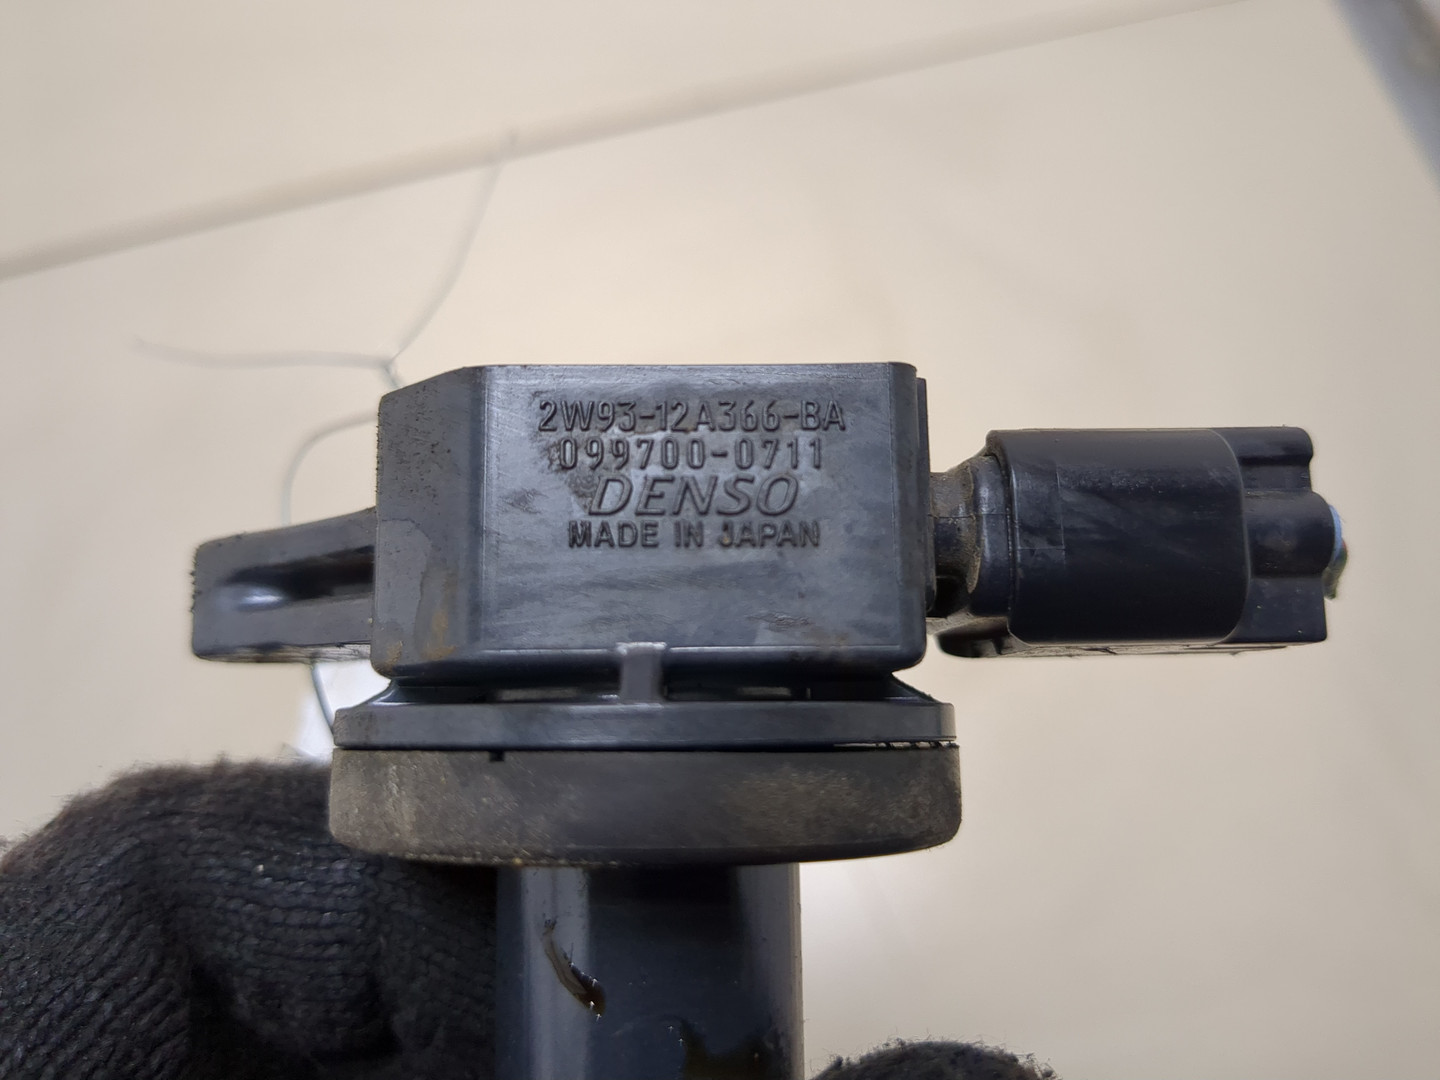 2W93-12A366-BA
099700-0711
DENSO
MADE IN JAPAN